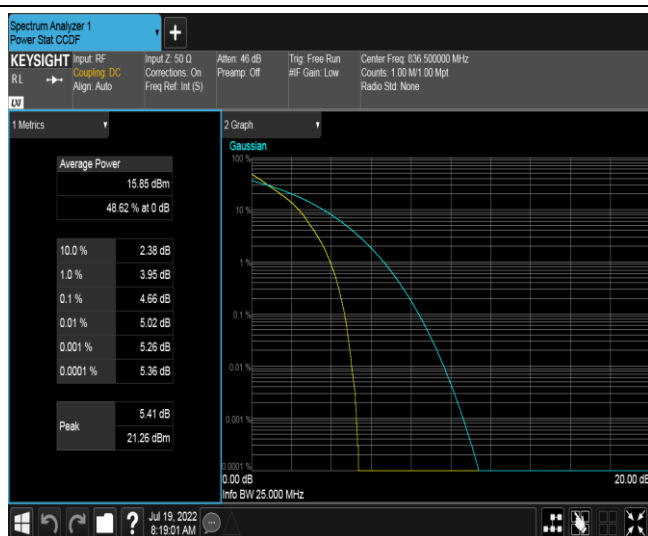 Spectrum Analyzer 1
Power Stat CCDF
+
KEYSIGHT
RL
LXI
Input: RF
Coupling: DC
Align: Auto
Input Z: 50 Ω
Corrections: On
Freq Ref: Int (S)
Atten: 46 dB
Preamp: Off
Trig: Free Run
#IF Gain: Low
Center Freq: 836.500000 MHz
Counts: 1.00 M/1.00 Mpt
Radio Std: None
1 Metrics
Average Power
15.85 dBm
48.62 % at 0 dB
10.0 % 2.38 dB
1.0 % 3.95 dB
0.1 % 4.66 dB
0.01 % 5.02 dB
0.001 % 5.26 dB
0.0001 % 5.36 dB
Peak
5.41 dB
21.26 dBm
2 Graph
Gaussian
100 %
10 %
1 %
0.1 %
0.01 %
0.001 %
0.0001 %
0.00 dB 20.00 dB
Info BW 25.000 MHz
?
Jul 19, 2022
8:19:01 AM